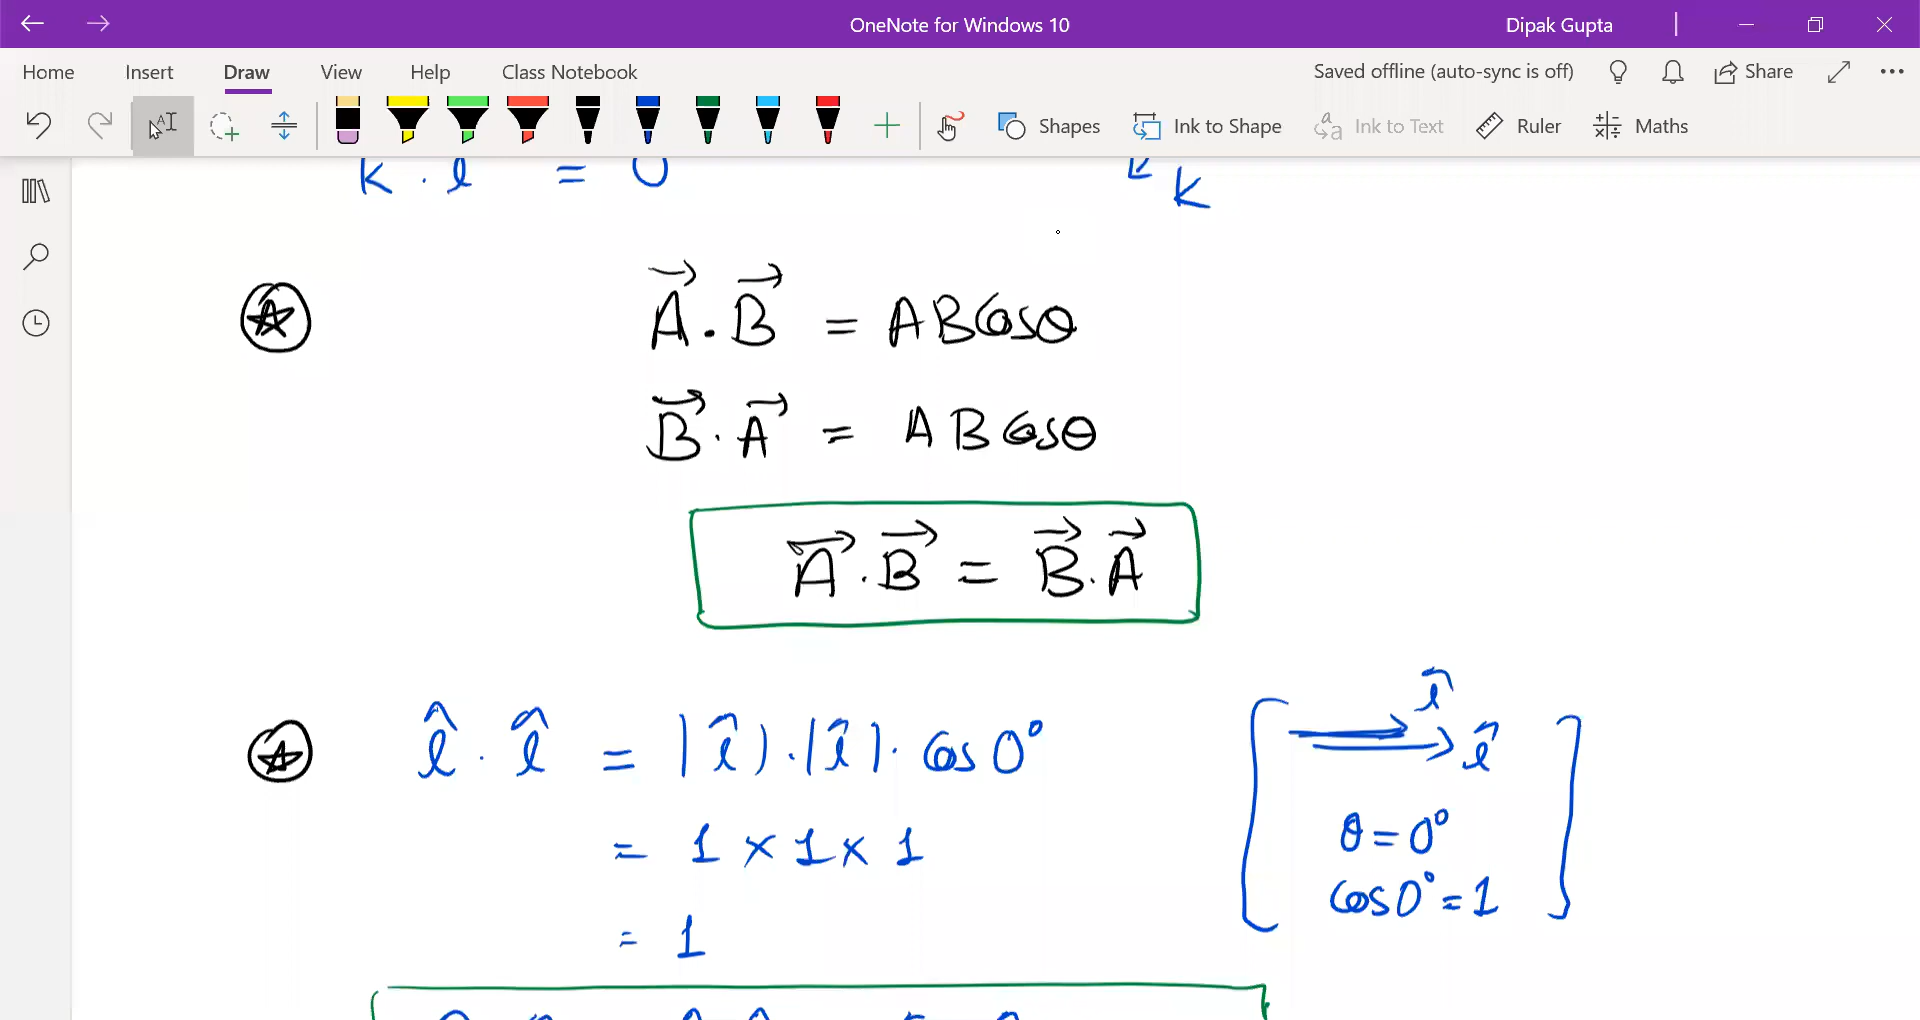 OneNote for Windows 10
Dipak Gupta
Home Insert Draw View Help Class Notebook
Saved offline (auto-sync is off) Share
Shapes Ink to Shape Ink to Text Ruler Maths
k . i = 0
k
A⃗ . B⃗ = AB Cosθ
B⃗ . A⃗ = AB Cosθ
A⃗ . B⃗ = B⃗ . A⃗
î . î = |î| . |î| . Cos 0°
= 1 × 1 × 1
= 1
î
î
θ = 0°
Cos 0° = 1